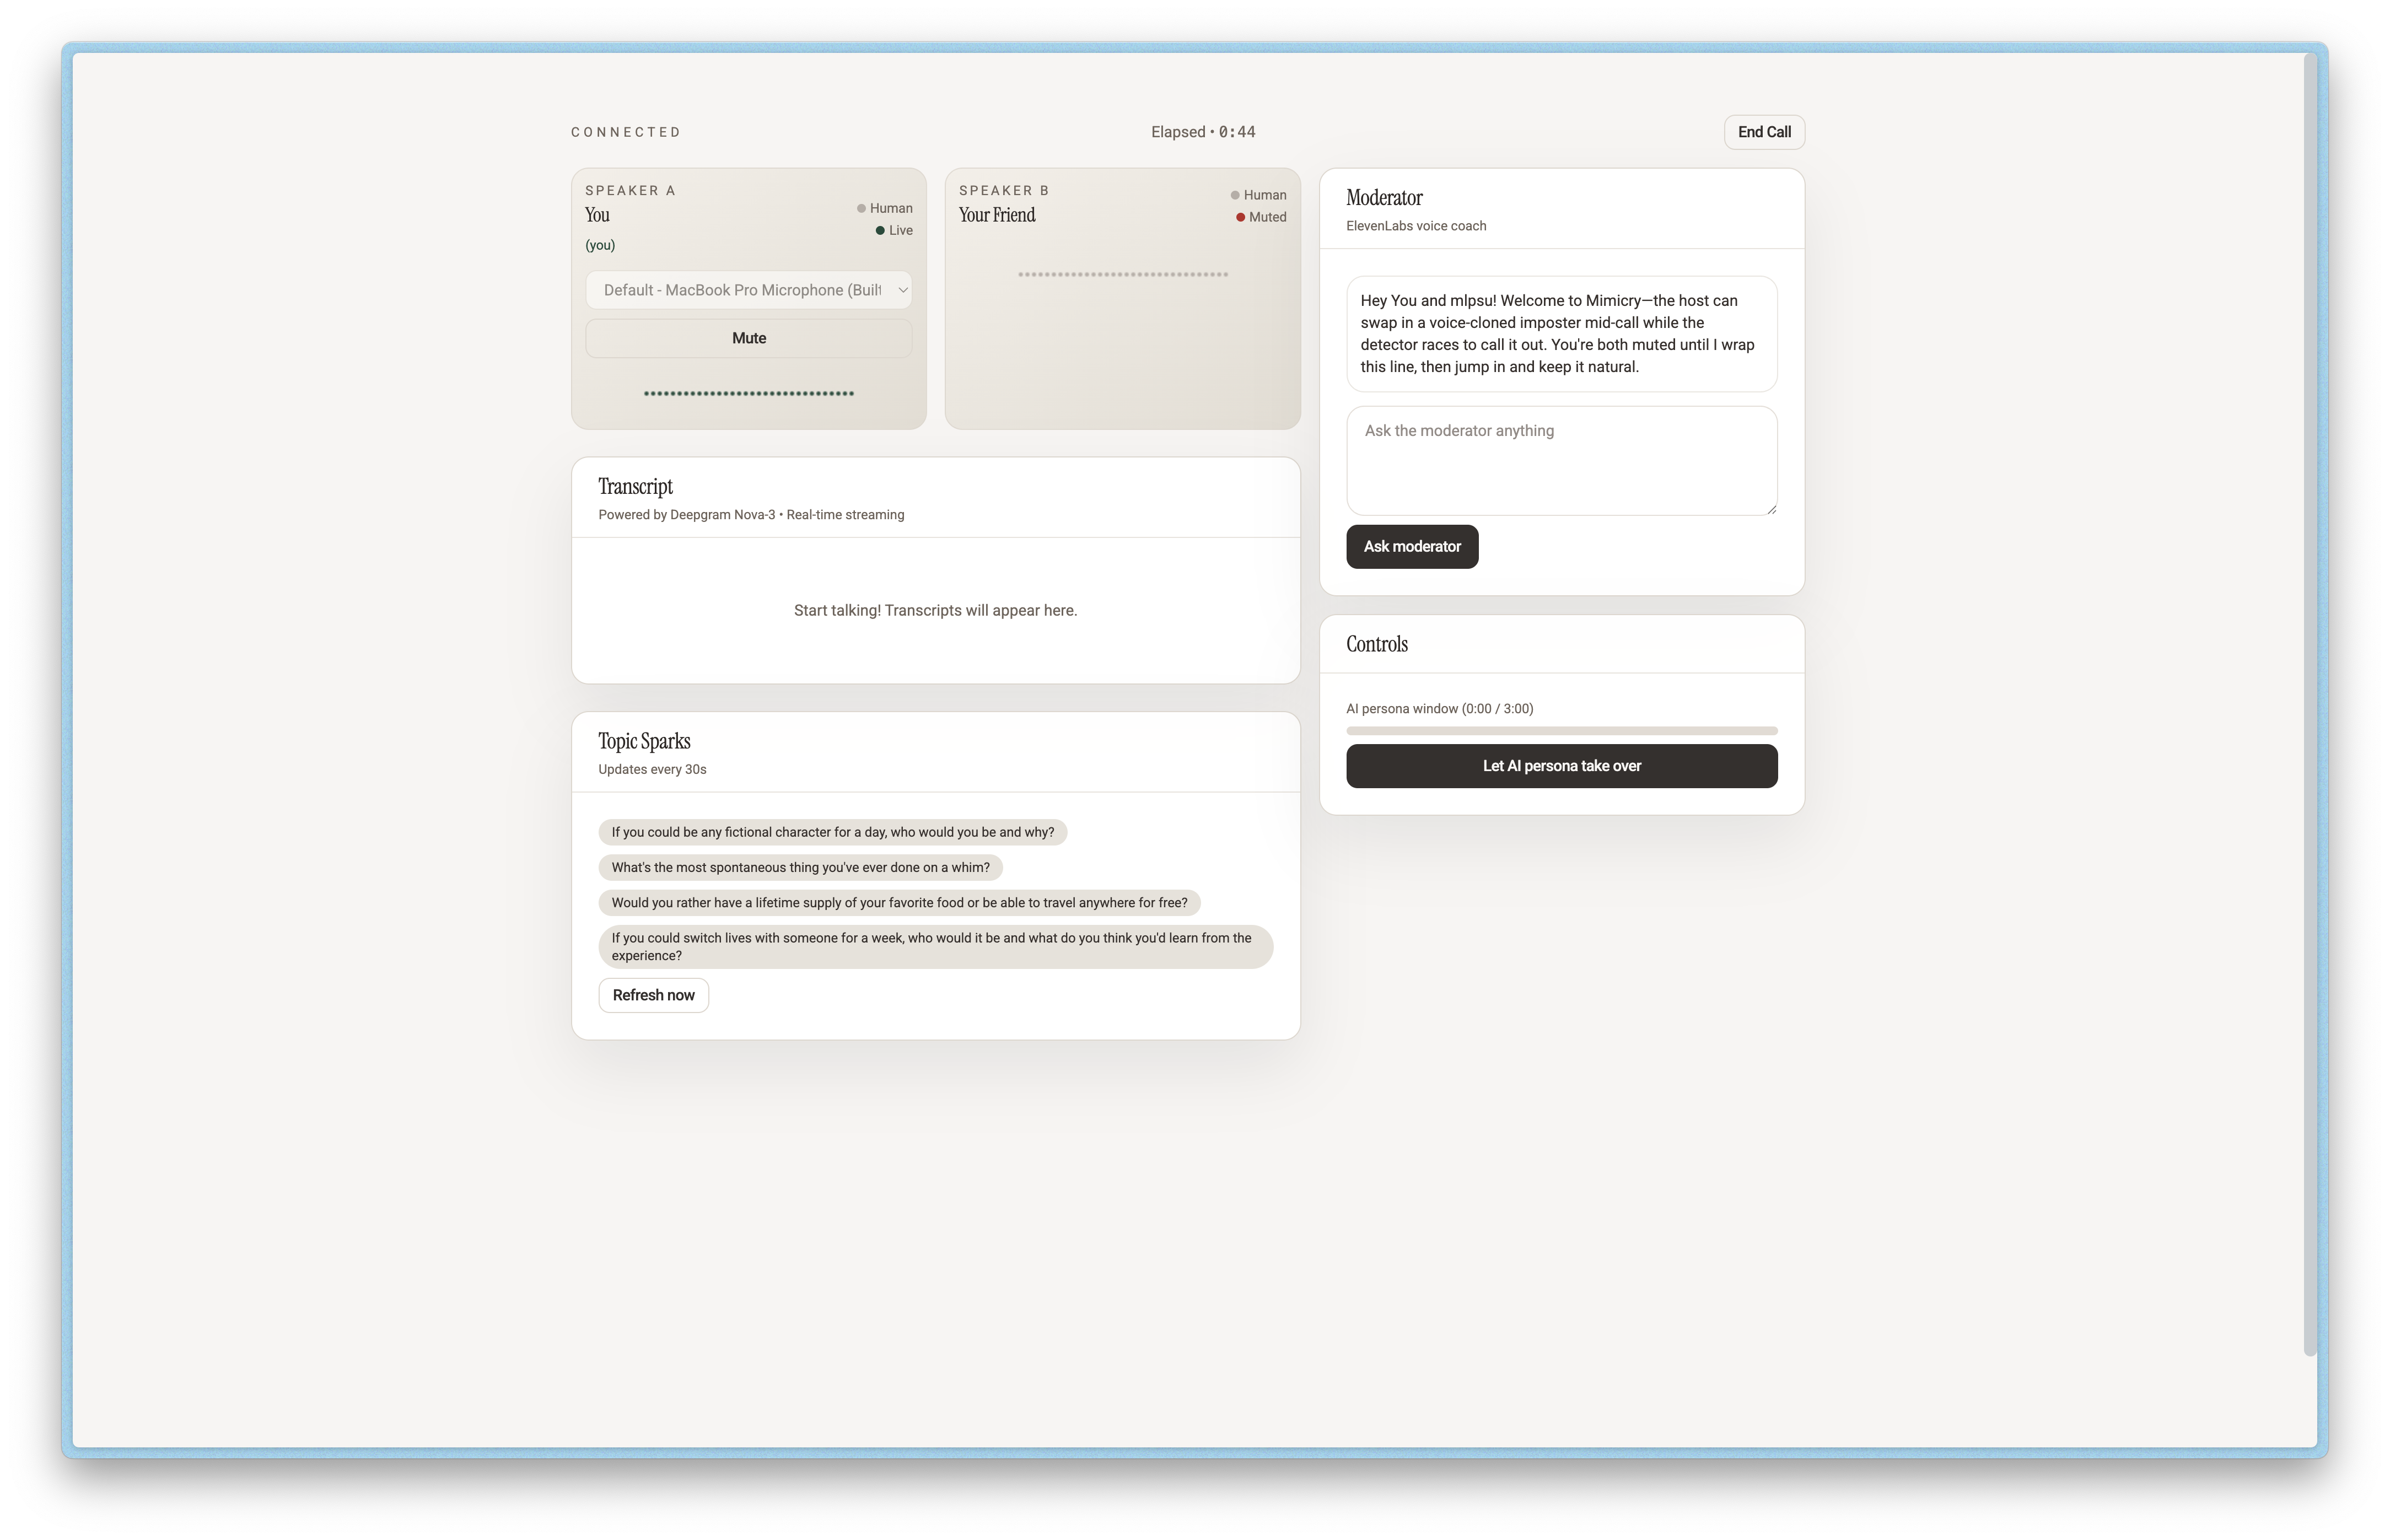 CONNECTED
Elapsed • 0:44
End Call
SPEAKER A
You
(you)
Human
Live
Default - MacBook Pro Microphone (Built
Mute
SPEAKER B
Your Friend
Human
Muted
Transcript
Powered by Deepgram Nova-3 • Real-time streaming
Start talking! Transcripts will appear here.
Topic Sparks
Updates every 30s
If you could be any fictional character for a day, who would you be and why?
What's the most spontaneous thing you've ever done on a whim?
Would you rather have a lifetime supply of your favorite food or be able to travel anywhere for free?
If you could switch lives with someone for a week, who would it be and what do you think you'd learn from the
experience?
Refresh now
Moderator
ElevenLabs voice coach
Hey You and mlpsu! Welcome to Mimicry—the host can
swap in a voice-cloned imposter mid-call while the
detector races to call it out. You're both muted until I wrap
this line, then jump in and keep it natural.
Ask the moderator anything
Ask moderator
Controls
AI persona window (0:00 / 3:00)
Let AI persona take over